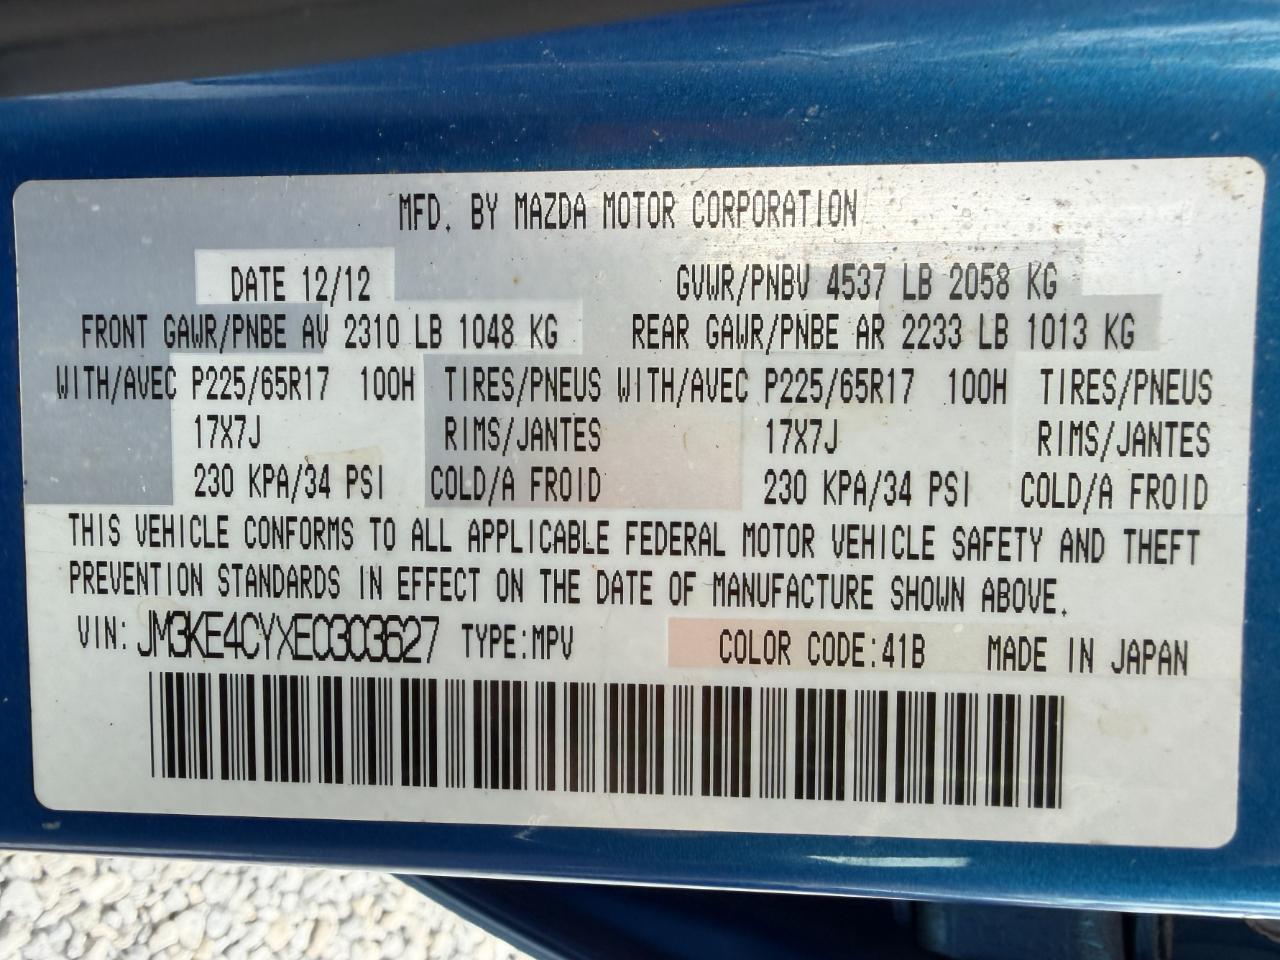 MFD. BY MAZDA MOTOR CORPORATION
DATE 12/12 GVWR/PNBV 4537 LB 2058 KG
FRONT GAWR/PNBE AV 2310 LB 1048 KG REAR GAWR/PNBE AR 2233 LB 1013 KG
WITH/AVEC P225/65R17 100H TIRES/PNEUS WITH/AVEC P225/65R17 100H TIRES/PNEUS
17X7J RIMS/JANTES 17X7J RIMS/JANTES
230 KPA/34 PSI COLD/A FROID 230 KPA/34 PSI COLD/A FROID
THIS VEHICLE CONFORMS TO ALL APPLICABLE FEDERAL MOTOR VEHICLE SAFETY AND THEFT
PREVENTION STANDARDS IN EFFECT ON THE DATE OF MANUFACTURE SHOWN ABOVE.
VIN: JM3KE4CYXE0303627 TYPE:MPV COLOR CODE:41B MADE IN JAPAN